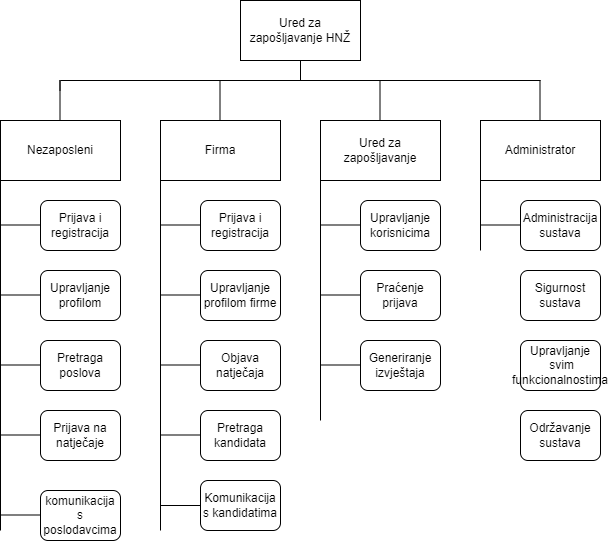 Ured za
zapošljavanje HNŽ
Nezaposleni
Firma
Ured za
zapošljavanje
Administrator
Prijava i
registracija
Prijava i
registracija
Upravljanje
korisnicima
Administracija
sustava
Upravljanje
profilom
Upravljanje
profilom firme
Praćenje
prijava
Sigurnost
sustava
Pretraga
poslova
Objava
natječaja
Generiranje
izvještaja
Upravljanje
svim
funkcionalnostima
Prijava na
natječaje
Pretraga
kandidata
Održavanje
sustava
komunikacija
s
poslodavcima
Komunikacija
s kandidatima